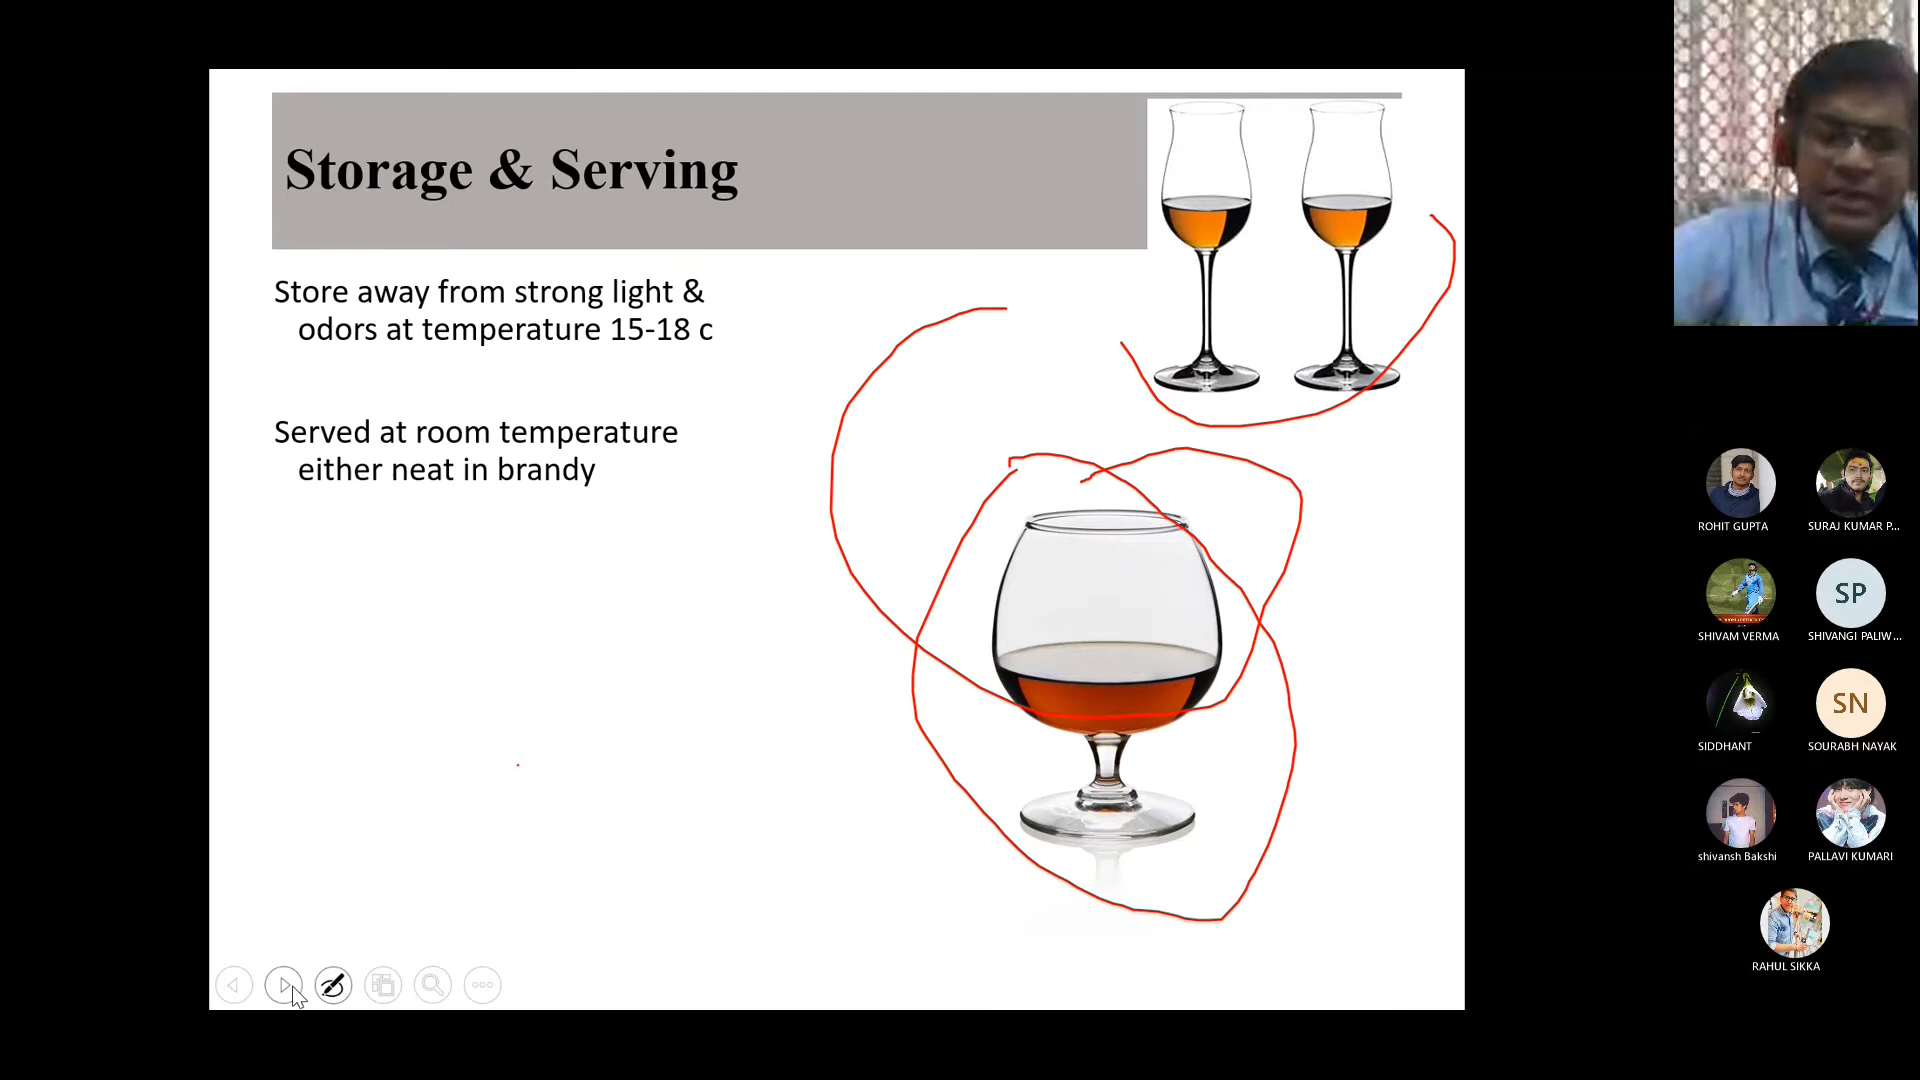 Storage & Serving
Store away from strong light &
odors at temperature 15-18 c
Served at room temperature
either neat in brandy
ROHIT GUPTA
SURAJ KUMAR P...
SHIVAM VERMA
SP
SHIVANGI PALIW...
SIDDHANT
SN
SOURABH NAYAK
shivansh Bakshi
PALLAVI KUMARI
RAHUL SIKKA